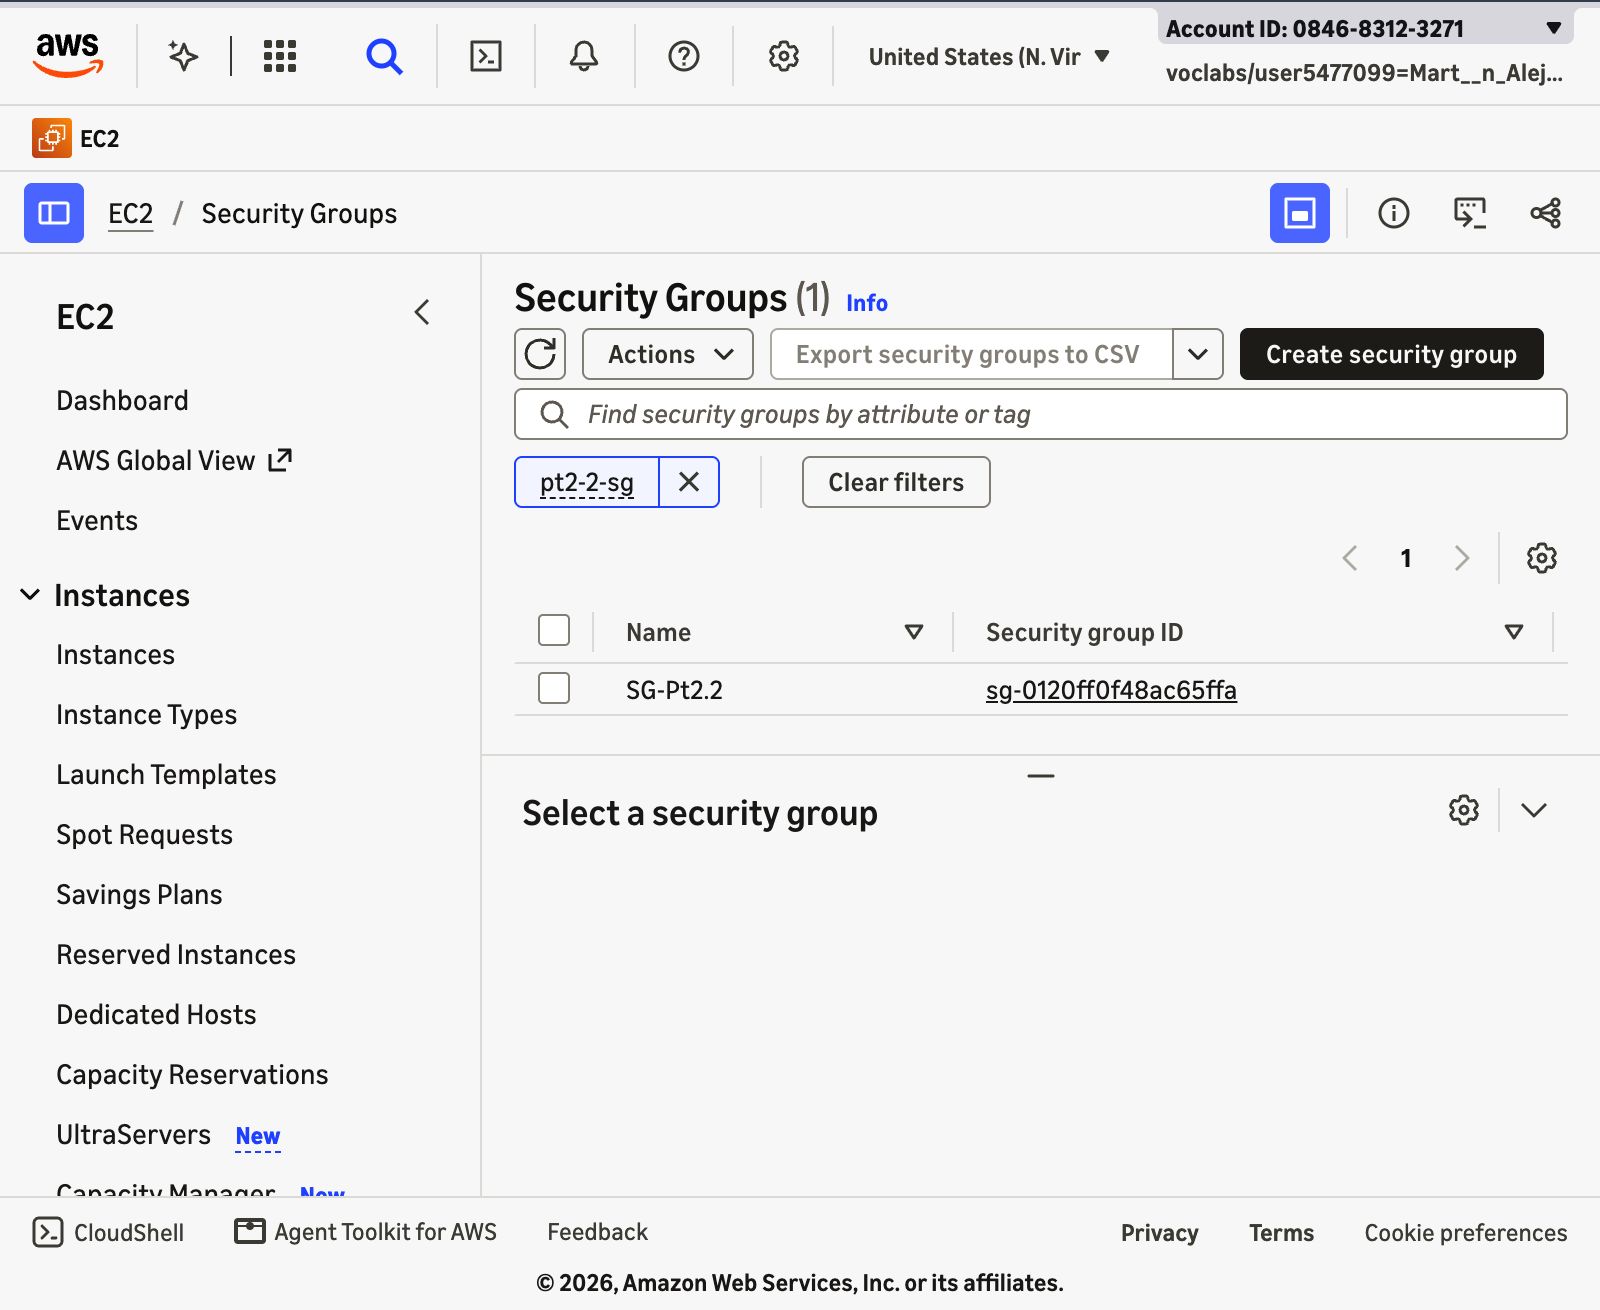 aws
United States (N. Vir
Account ID: 0846-8312-3271
voclabs/user5477099=Mart__n_Alej...
EC2
EC2 / Security Groups
EC2
Dashboard
AWS Global View
Events
Instances
Instances
Instance Types
Launch Templates
Spot Requests
Savings Plans
Reserved Instances
Dedicated Hosts
Capacity Reservations
UltraServers New
Capacity Manager New
Security Groups (1) Info
Actions
Export security groups to CSV
Create security group
Find security groups by attribute or tag
pt2-2-sg
Clear filters
1
Name Security group ID
SG-Pt2.2 sg-0120ff0f48ac65ffa
Select a security group
CloudShell Agent Toolkit for AWS Feedback Privacy Terms Cookie preferences
© 2026, Amazon Web Services, Inc. or its affiliates.